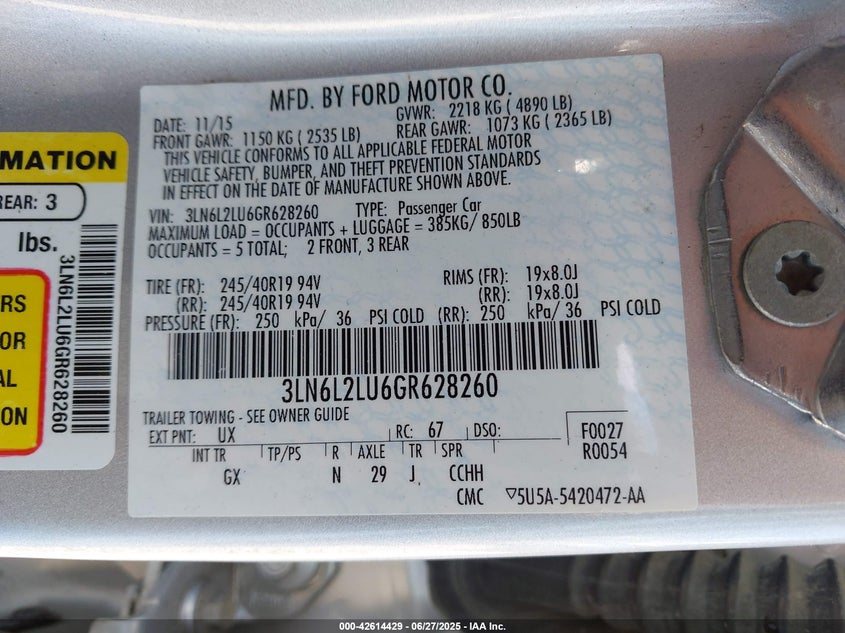 MFD. BY FORD MOTOR CO.
DATE: 11/15 GVWR: 2218 KG ( 4890 LB)
FRONT GAWR: 1150 KG ( 2535 LB) REAR GAWR: 1073 KG ( 2365 LB)
THIS VEHICLE CONFORMS TO ALL APPLICABLE FEDERAL MOTOR
VEHICLE SAFETY, BUMPER, AND THEFT PREVENTION STANDARDS
IN EFFECT ON THE DATE OF MANUFACTURE SHOWN ABOVE.
VIN: 3LN6L2LU6GR628260 TYPE: Passenger Car
MAXIMUM LOAD = OCCUPANTS + LUGGAGE = 385KG/ 850LB
OCCUPANTS = 5 TOTAL; 2 FRONT, 3 REAR
TIRE (FR): 245/40R19 94V RIMS (FR): 19x8.0J
(RR): 245/40R19 94V (RR): 19x8.0J
PRESSURE (FR): 250 kPa/ 36 PSI COLD (RR): 250 kPa/ 36 PSI COLD
3LN6L2LU6GR628260
TRAILER TOWING - SEE OWNER GUIDE
EXT PNT: UX RC: 67 DSO: F0027
R0054
INT TR TP/PS R AXLE TR SPR
GX N 29 J CCHH
CMC ▽5U5A-5420472-AA
MATION
REAR: 3
lbs.
3LN6L2LU6GR628260
RS
OR
AL
ON
000-42614429 - 06/27/2025 - IAA Inc.